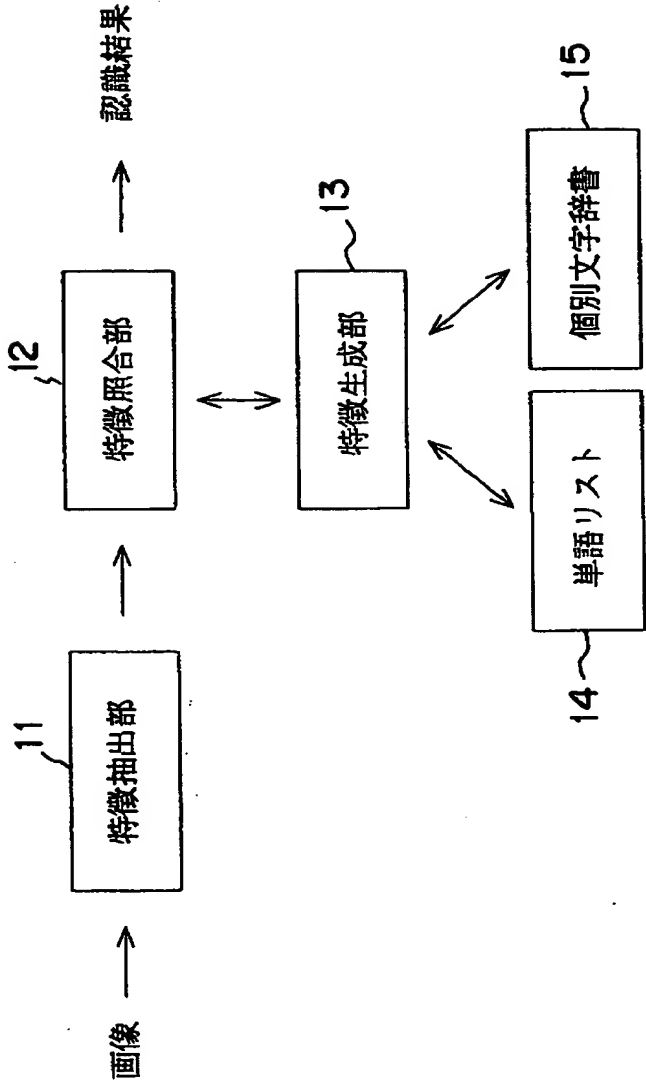 画像
11
特徴抽出部
12
特徴照合部
認識結果
13
特徴生成部
14
単語リスト
15
個別文字辞書